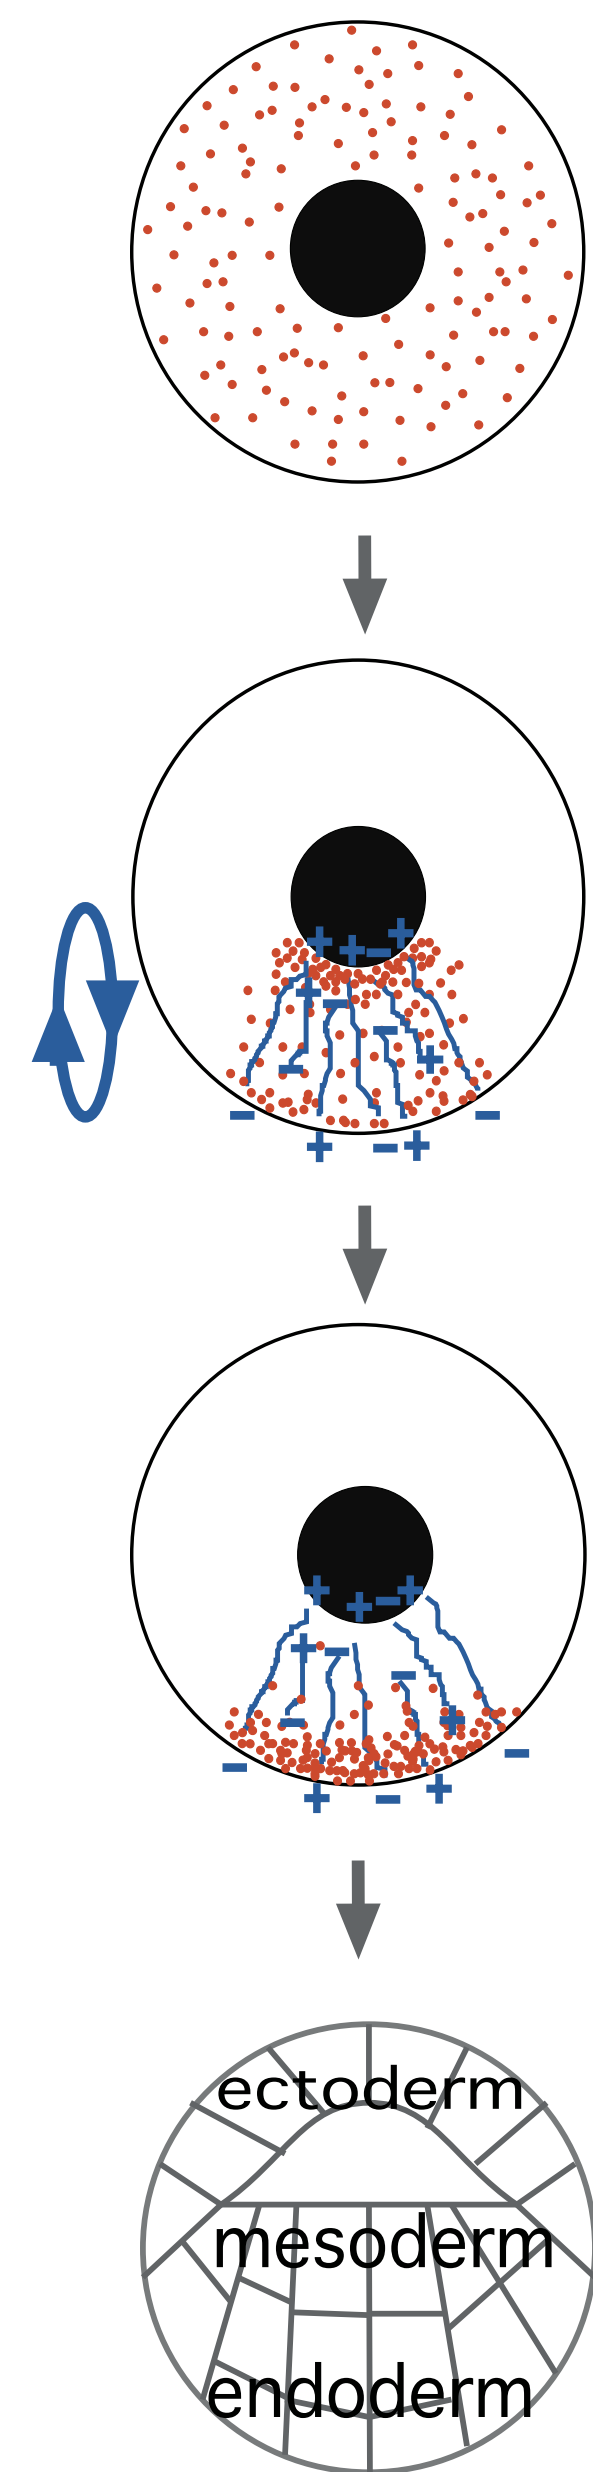 + + − +
+ −
−
− +
− −
+ − +
+ + − +
+ −
−
− +
− −
+ − +
ectoderm
mesoderm
endoderm